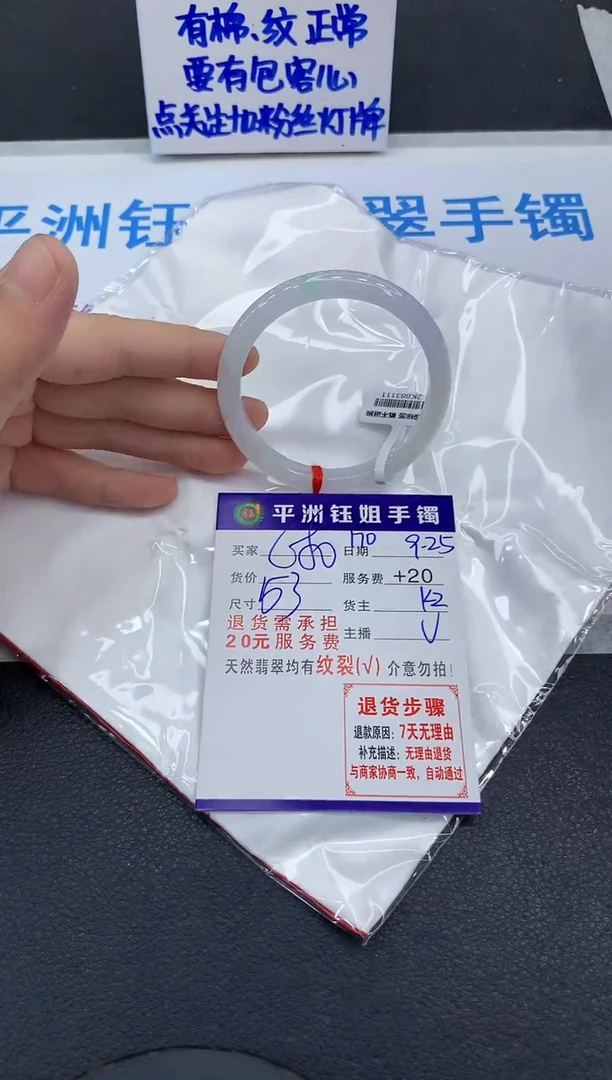 有棉、纹正常
要有包容心
点关注加粉丝灯牌
平洲钰 翠手镯
2K883111
平洲钰姐手镯
买家 日期 9-25
货价 服务费 +20
尺寸 53 货主 K2
退货需承担
20元服务费 主播
天然翡翠均有纹裂(√) 介意勿拍!
退货步骤
退款原因:7天无理由
补充描述:无理由退货
与商家协商一致,自动通过